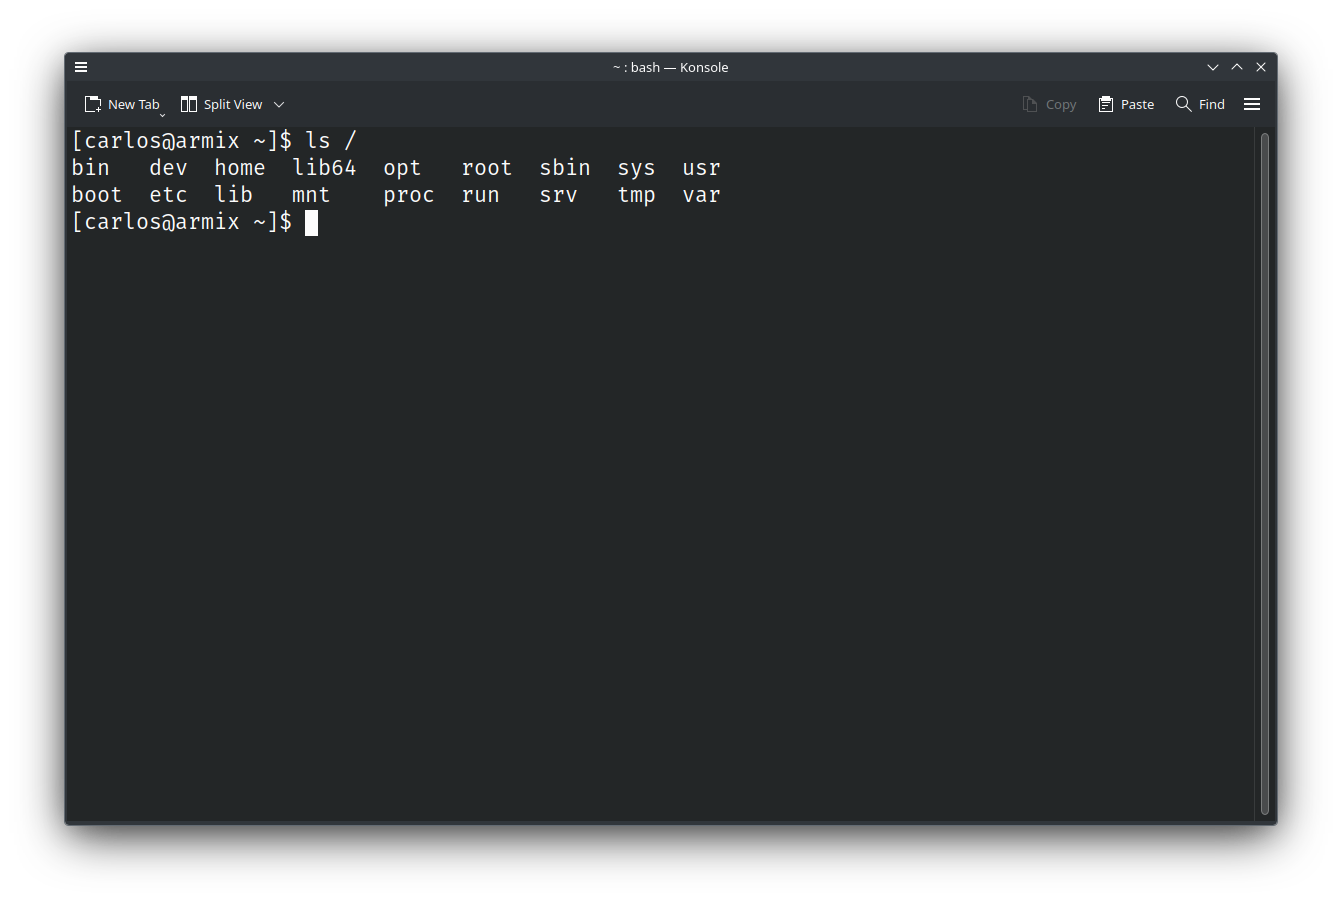 ~ : bash — Konsole
New Tab Split View Copy Paste Find
[carlos@armix ~]$ ls /
bin   dev  home  lib64  opt   root  sbin  sys  usr
boot  etc  lib   mnt    proc  run   srv   tmp  var
[carlos@armix ~]$